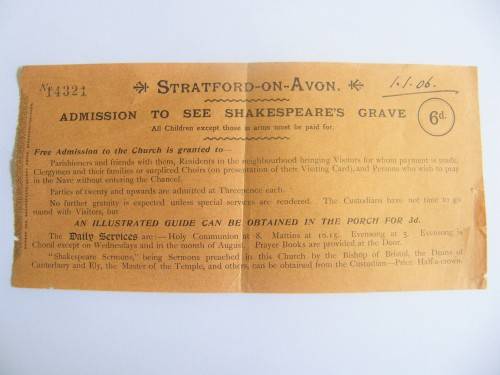 No 14321
STRATFORD-ON-AVON.
1.1.06.
ADMISSION TO SEE SHAKESPEARE'S GRAVE
6d.
All Children except those in arms must be paid for.
Free Admission to the Church is granted to—
Parishioners and friends with them, Residents in the neighbourhood bringing Visitors for whom payment is made,
Clergymen and their families or surpliced Choirs (on presentation of their Visiting Card), and Persons who wish to pray
in the Nave without entering the Chancel.
Parties of twenty and upwards are admitted at Threepence each.
No further gratuity is expected unless special services are rendered. The Custodians have not time to go
round with Visitors, but
AN ILLUSTRATED GUIDE CAN BE OBTAINED IN THE PORCH FOR 3d.
The Daily Services are:—Holy Communion at 8. Mattins at 10.15. Evensong at 5. Evensong is
Choral except on Wednesdays and in the month of August. Prayer Books are provided at the Door.
"Shakespeare Sermons," being Sermons preached in this Church by the Bishop of Bristol, the Deans of
Canterbury and Ely, the Master of the Temple, and others, can be obtained from the Custodian—Price Half-a-crown.